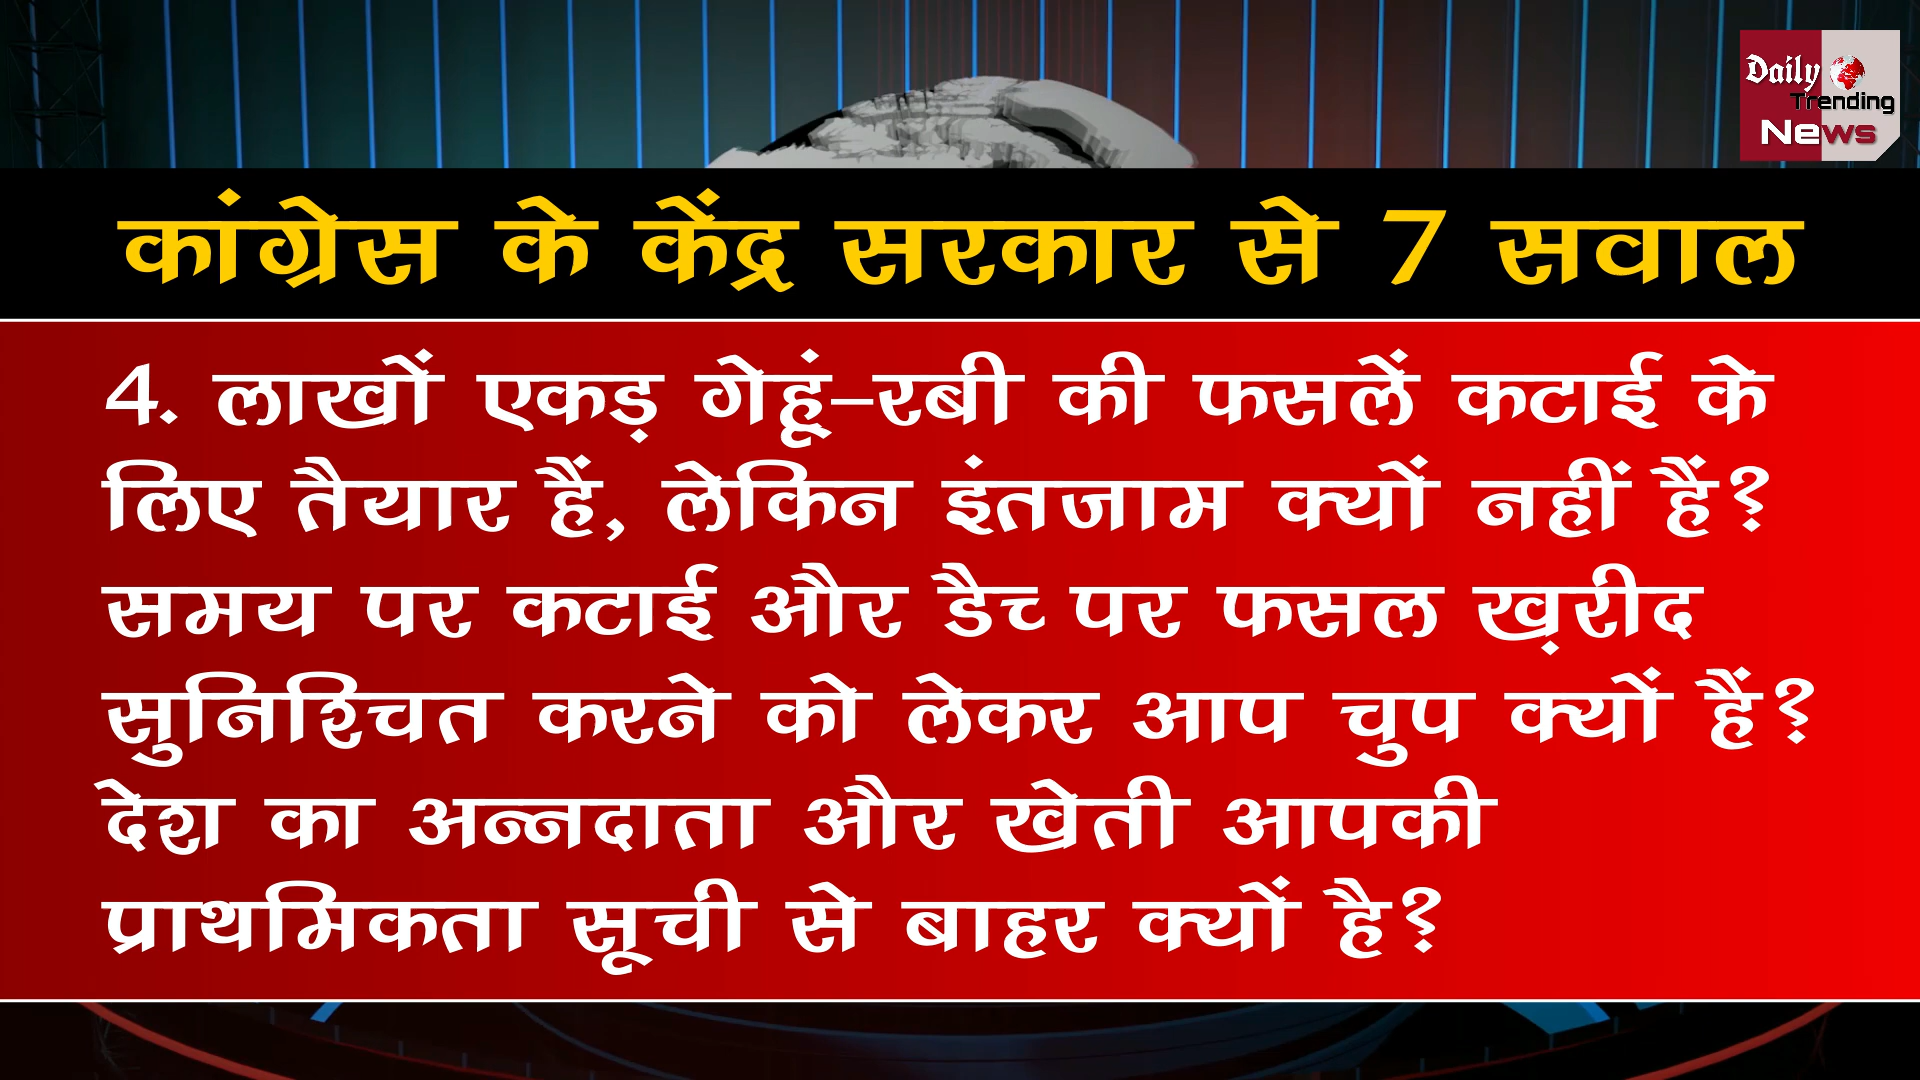 Daily
Trending
News
कांग्रेस के केंद्र सरकार से 7 सवाल
4. लाखों एकड़ गेहूं-रबी की फसलें कटाई के
लिए तैयार हैं, लेकिन इंतजाम क्यों नहीं हैं?
समय पर कटाई और डैच् पर फसल ख़रीद
सुनिश्चित करने को लेकर आप चुप क्यों हैं?
देश का अन्नदाता और खेती आपकी
प्राथमिकता सूची से बाहर क्यों है?